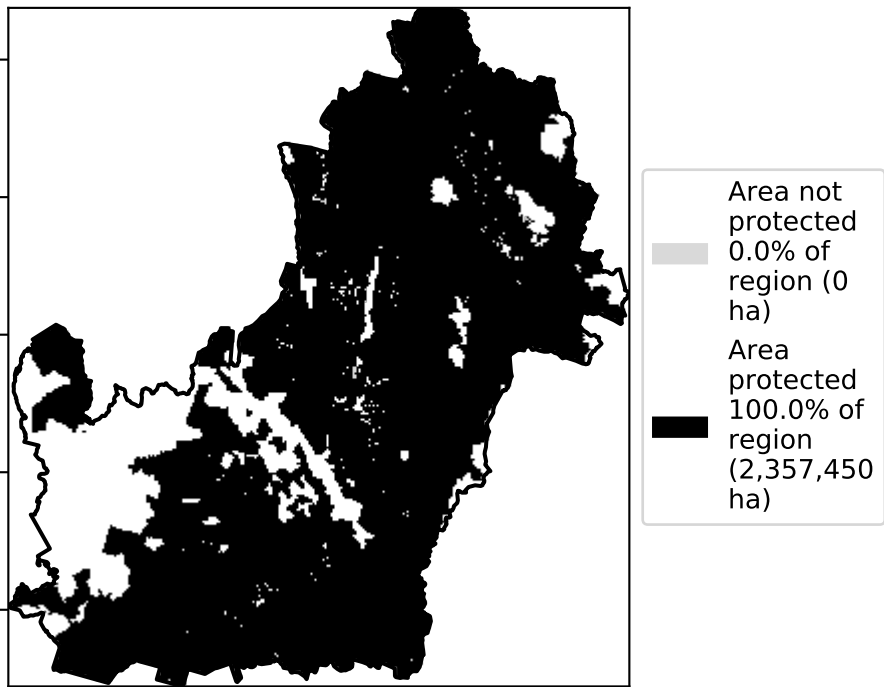 Area not
protected
0.0% of
region (0
ha)
Area
protected
100.0% of
region
(2,357,450
ha)